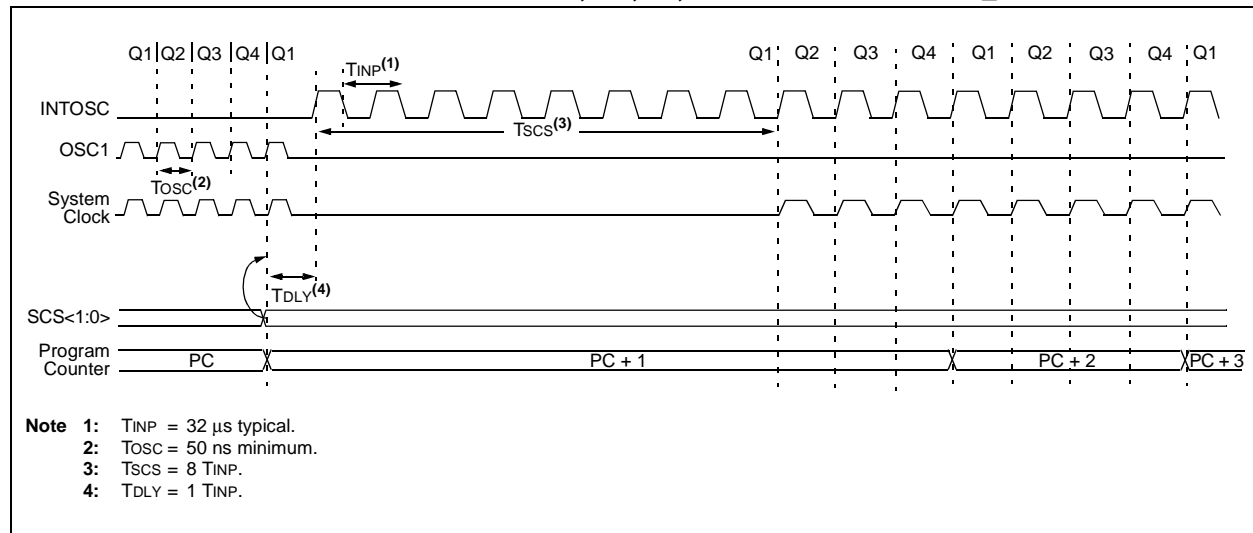 Q1 Q2 Q3 Q4 Q1 Q1 Q2 Q3 Q4 Q1 Q2 Q3 Q4 Q1
TINP(1)
INTOSC
TSCS(3)
OSC1
TOSC(2)
System
Clock
TDLY(4)
SCS<1:0>
Program
Counter
PC PC + 1 PC + 2 PC + 3
Note 1: TINP = 32 μs typical.
2: TOSC = 50 ns minimum.
3: TSCS = 8 TINP.
4: TDLY = 1 TINP.